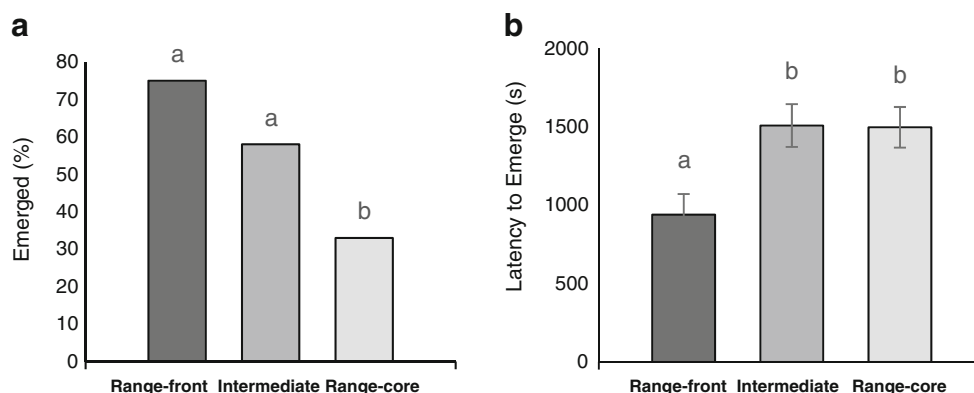 a
80
70
60
50
40
30
20
10
0
Emerged (%)
a
a
b
Range-front Intermediate Range-core
b
2000
1500
1000
500
0
Latency to Emerge (s)
a
b
b
Range-front Intermediate Range-core